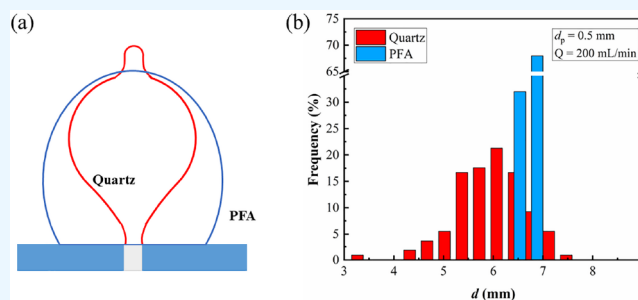 (a)
Quartz
PFA
(b)
Quartz
PFA
d_p = 0.5 mm
Q = 200 mL/min
Frequency (%)
75
70
65
30
25
20
15
10
5
0
3 4 5 6 7 8
d (mm)